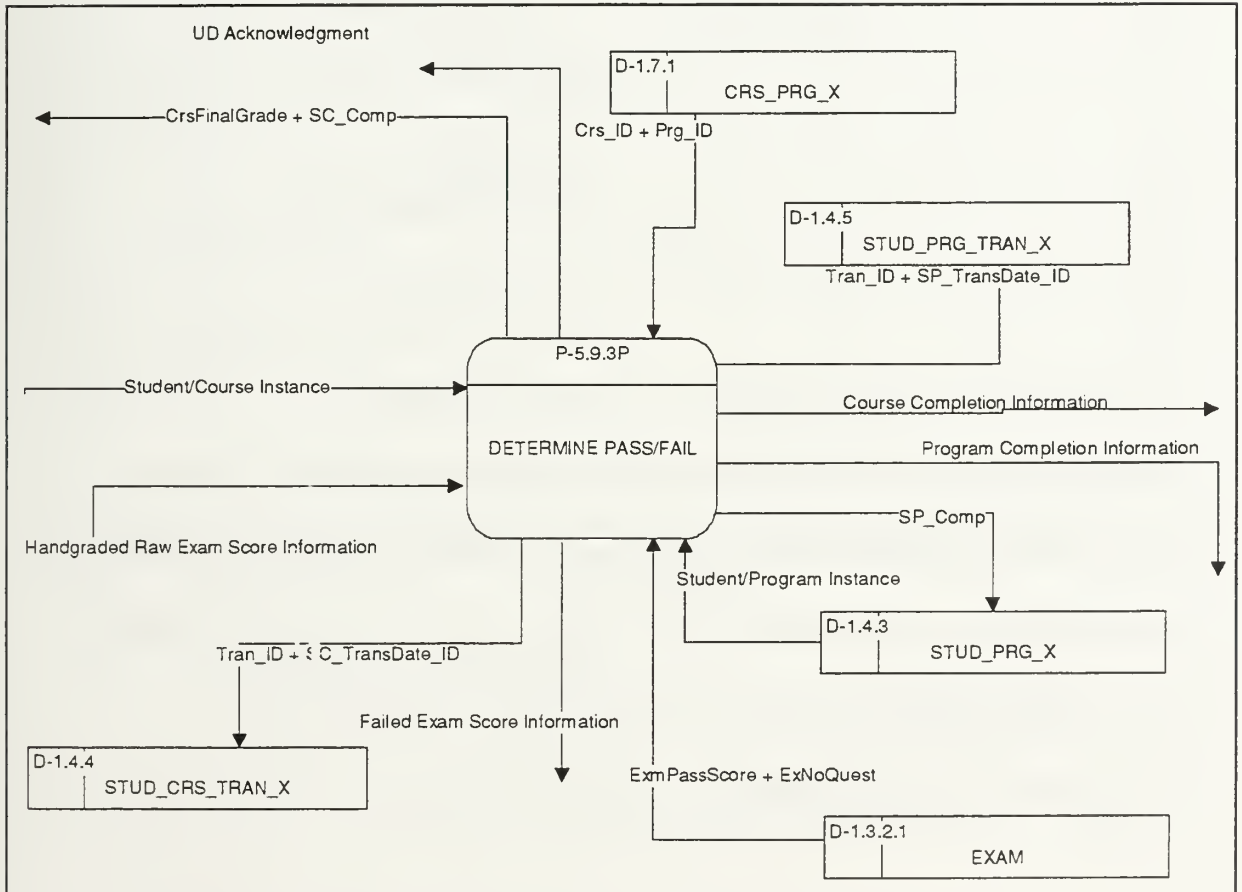 UD Acknowledgment
D-1.7.1
CRS_PRG_X
CrsFinalGrade + SC_Comp
Crs_ID + Prg_ID
D-1.4.5
STUD_PRG_TRAN_X
Tran_ID + SP_TransDate_ID
P-5.9.3P
Student/Course Instance
Course Completion Information
DETERMINE PASS/FAIL
Program Completion Information
SP_Comp
Handgraded Raw Exam Score Information
Student/Program Instance
D-1.4.3
STUD_PRG_X
Tran_ID + SC_TransDate_ID
Failed Exam Score Information
D-1.4.4
STUD_CRS_TRAN_X
ExmPassScore + ExNoQuest
D-1.3.2.1
EXAM